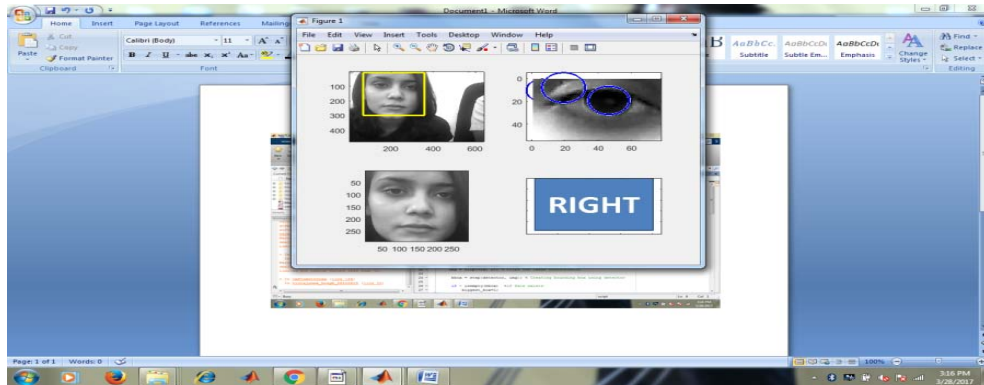 Document1 - Microsoft Word
Home Insert Page Layout References Mailing
Cut
Copy
Paste
Format Painter
Clipboard
Calibri (Body) 11
Font
Figure 1
File Edit View Insert Tools Desktop Window Help
AaBbCc. AaBbCcDc AaBbCcDc
Subtitle Subtle Em... Emphasis
Change Styles
Find
Replace
Select
Editing
100
200
300
400
200 400 600
0
20
40
0 20 40 60
50
100
150
200
250
50 100 150 200 250
RIGHT
Page: 1 of 1 Words: 0
100%
3:16 PM
3/28/2017